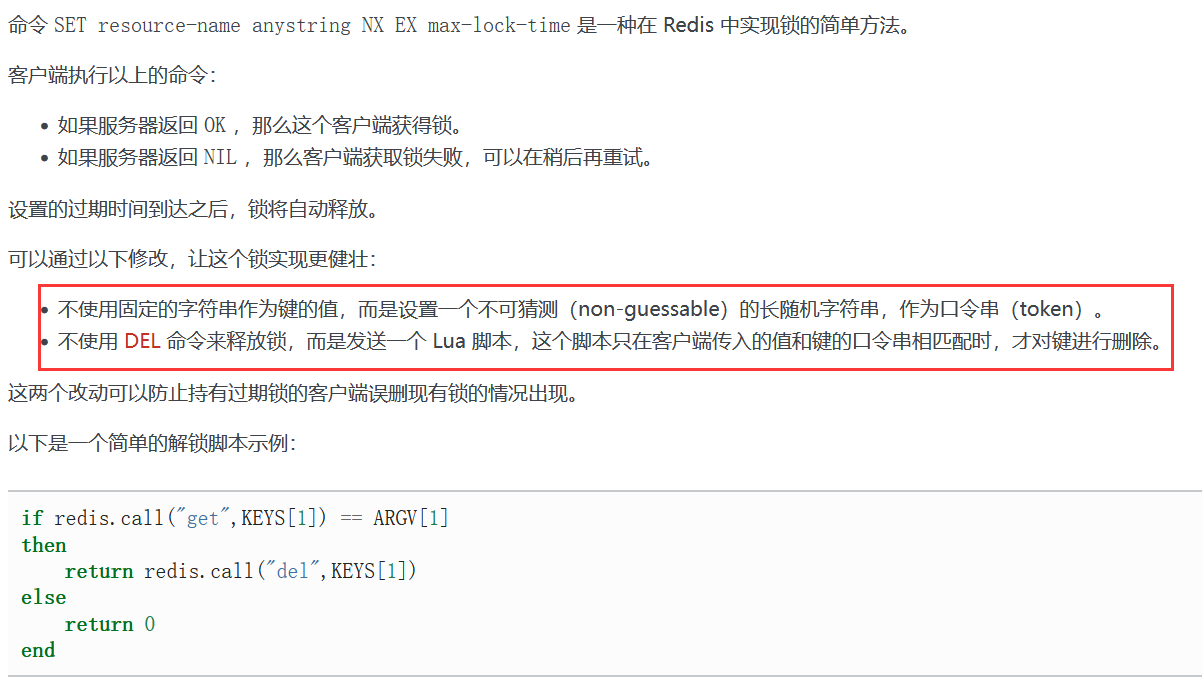 命令 SET resource-name anystring NX EX max-lock-time 是一种在 Redis 中实现锁的简单方法。
客户端执行以上的命令：
• 如果服务器返回 OK ，那么这个客户端获得锁。
• 如果服务器返回 NIL ，那么客户端获取锁失败，可以在稍后再重试。
设置的过期时间到达之后，锁将自动释放。
可以通过以下修改，让这个锁实现更健壮：
• 不使用固定的字符串作为键的值，而是设置一个不可猜测（non-guessable）的长随机字符串，作为口令串（token）。
• 不使用 DEL 命令来释放锁，而是发送一个 Lua 脚本，这个脚本只在客户端传入的值和键的口令串相匹配时，才对键进行删除。
这两个改动可以防止持有过期锁的客户端误删现有锁的情况出现。
以下是一个简单的解锁脚本示例：
if redis.call("get",KEYS[1]) == ARGV[1]
then
    return redis.call("del",KEYS[1])
else
    return 0
end